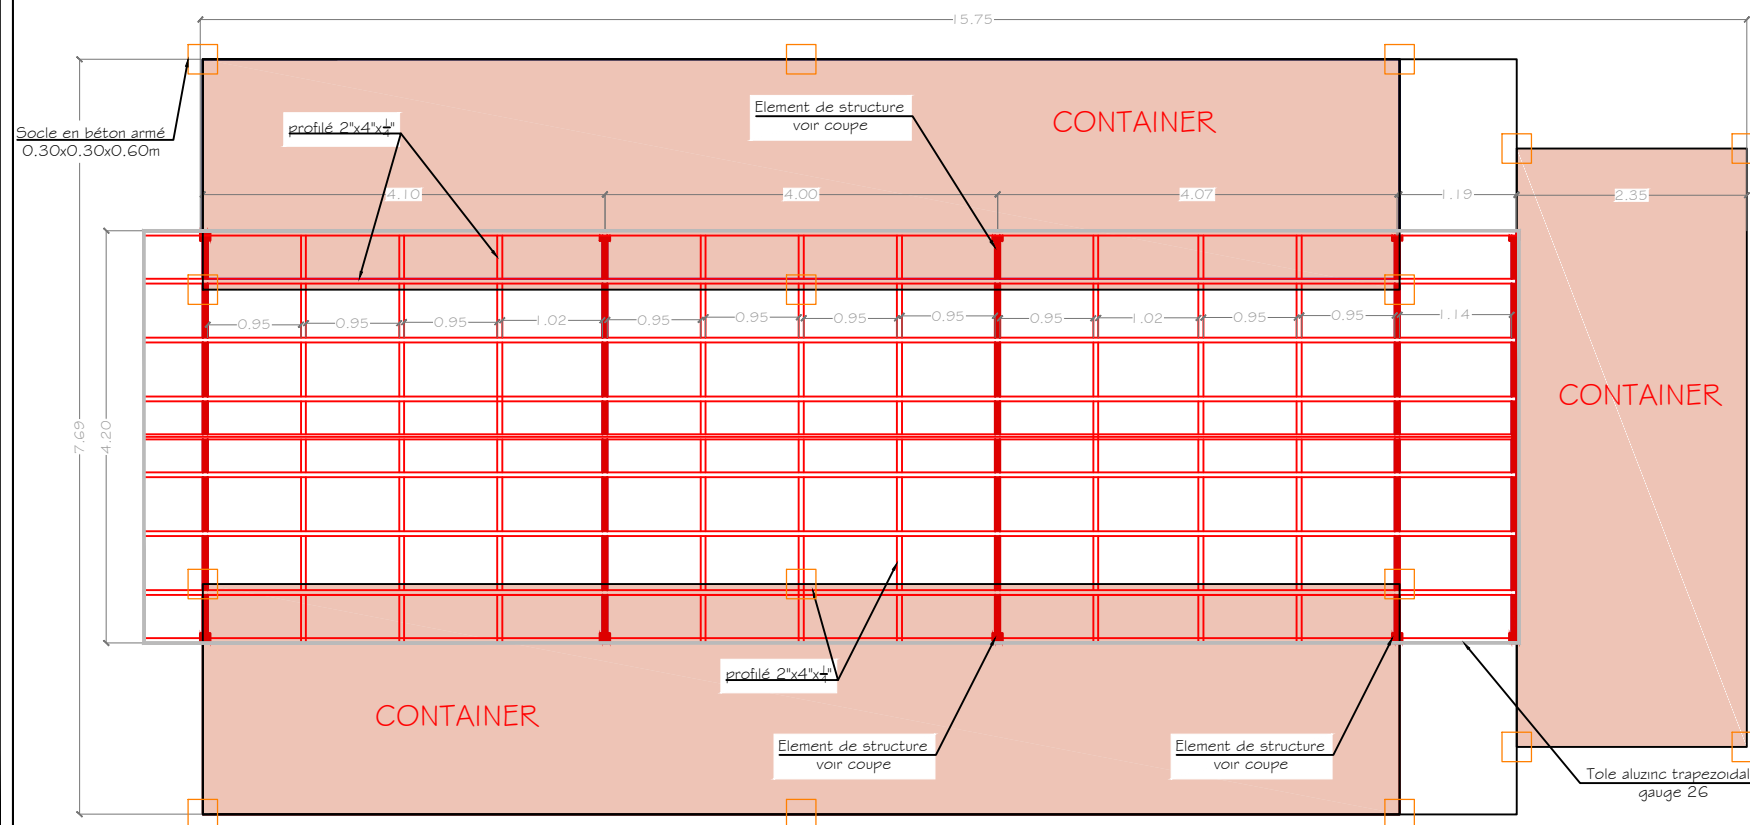 15.75
Socle en béton armé
0.30x0.30x0.60m
profilé 2"x4"x¼"
Element de structure
voir coupe
CONTAINER
4.10
4.00
4.07
1.19
2.35
0.95
0.95
0.95
1.02
0.95
0.95
0.95
0.95
0.95
1.02
0.95
0.95
1.14
7.69
4.20
CONTAINER
profilé 2"x4"x¼"
CONTAINER
Element de structure
voir coupe
Element de structure
voir coupe
Tole aluzinc trapezoidal
gauge 26